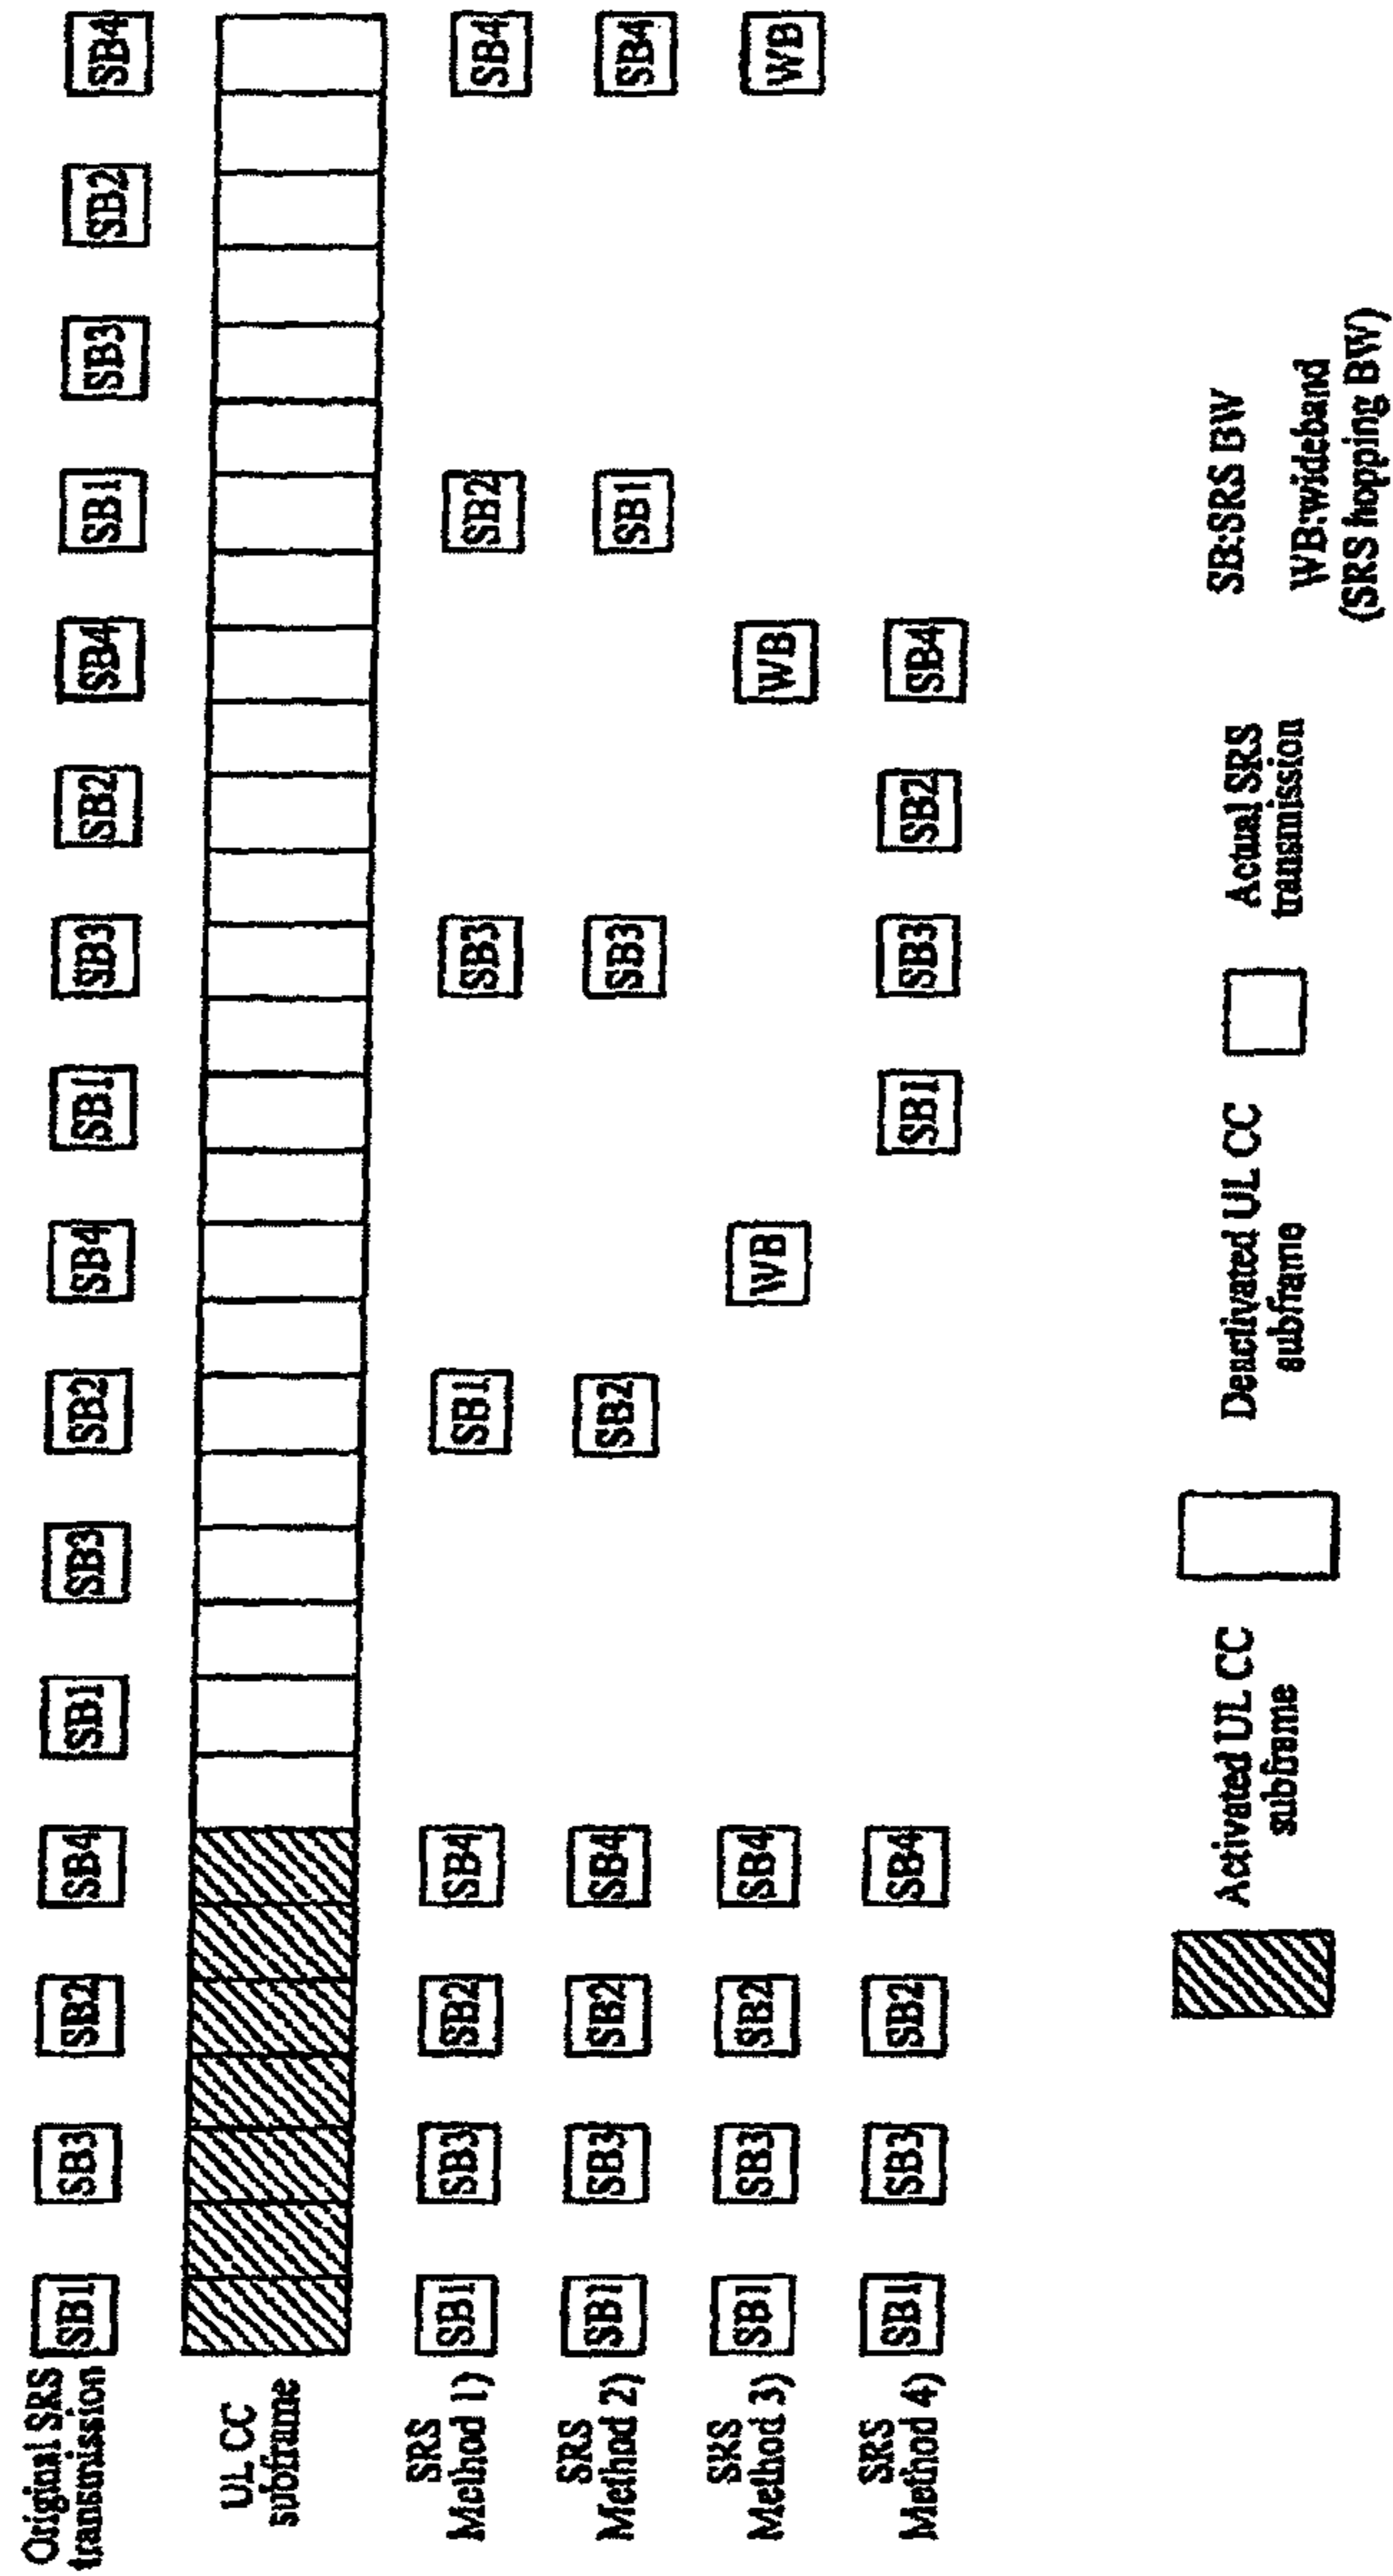 Original SRS
transmission
SB1 SB3 SB2 SB4 SB1 SB3 SB2 SB4 SB1 SB3 SB2 SB4 SB1 SB3 SB2 SB4
UL CC
subframe
SRS
Method 1)
SB1 SB3 SB2 SB4 SB1 SB3 SB2 SB4
SRS
Method 2)
SB1 SB3 SB2 SB4 SB2 SB3 SB1 SB4
SRS
Method 3)
SB1 SB3 SB2 SB4 WB WB WB
SRS
Method 4)
SB1 SB3 SB2 SB4 SB1 SB3 SB2 SB4
Activated UL CC
subframe
Deactivated UL CC
subframe
Actual SRS
transmission
SB:SRS BW
WB:wideband
(SRS hopping BW)